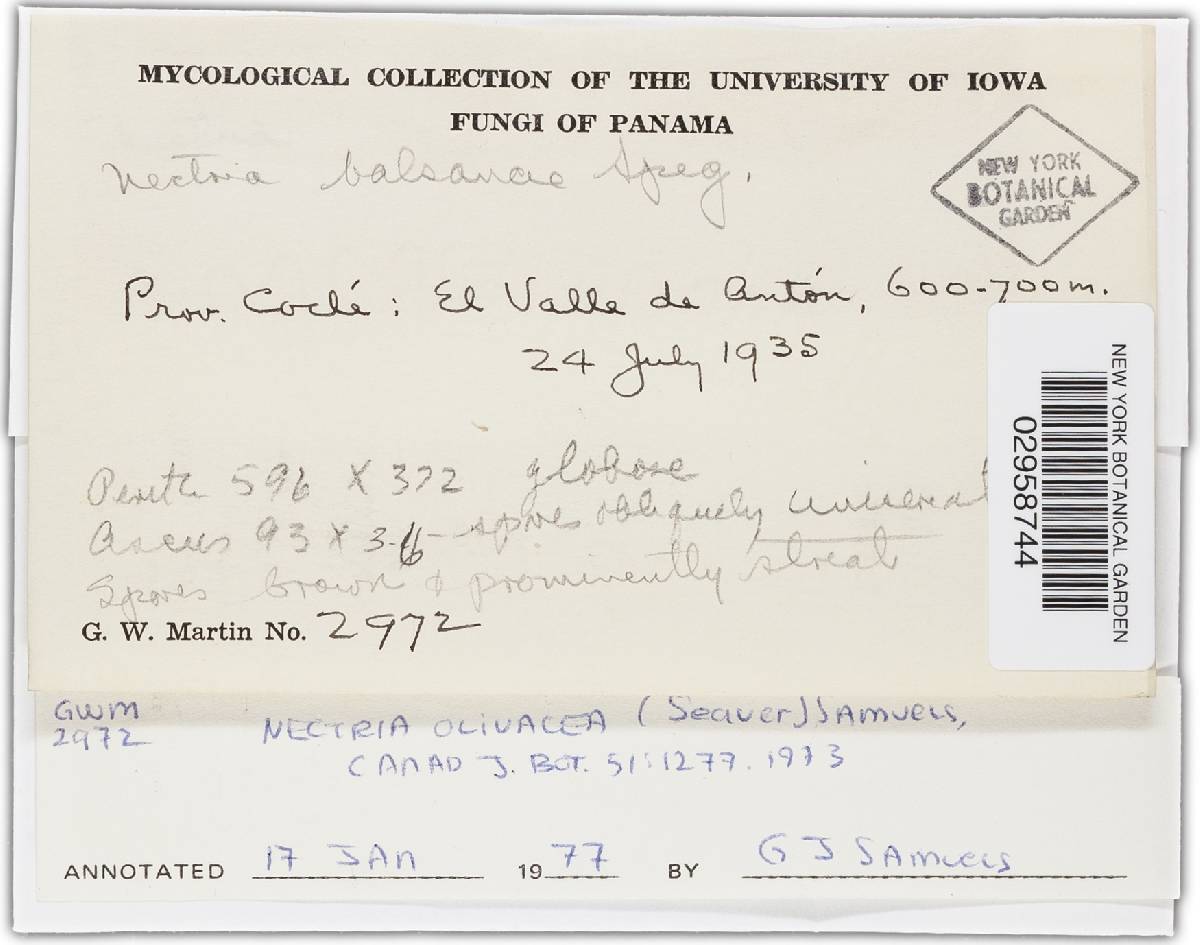 MYCOLOGICAL COLLECTION OF THE UNIVERSITY OF IOWA
FUNGI OF PANAMA
Nectria balsansae Speg.
NEW YORK
BOTANICAL
GARDEN
Prov. Coclé: El Valle de Antón, 600-700m.
24 July 1935
NEW YORK BOTANICAL GARDEN
02958744
Perith 596 X 372 globose
Ascus 93 X 3-6 - spores obliquely uniseriat
Spores brown & prominently striat
G. W. Martin No. 2972
GWM
2972
NECTRIA OLIVACEA (Seaver) SAmuels,
CANAD J. BOT. 51:1277. 1973
ANNOTATED 17 JAN 1977 BY G J SAmuels